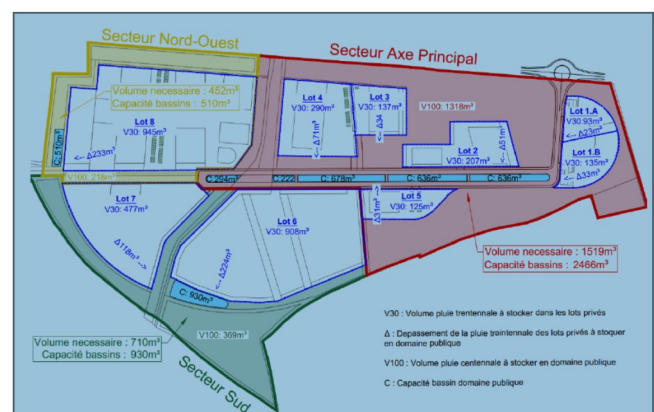 Secteur Nord-Ouest
Secteur Axe Principal
Volume necessaire : 452m³
Capacité bassins : 510m³
Lot 8
V30: 945m³
C: 510m³
<-- Δ233m³
V100: 218m³
Lot 4
V30: 290m³
<-- Δ71m³
Lot 3
V30: 137m³
<-- Δ34
V100: 1318m³
Lot 2
V30: 207m³
<-- Δ51m³
Lot 1.A
V30:93m³
<-- Δ23m³
Lot 1.B
V30: 135m³
<-- Δ33m³
C:294m³
C:222
C: 678m³
C: 636m³
C: 636m³
Lot 7
V30: 477m³
Δ118m³ -->
Lot 6
V30: 908m³
<-- Δ224m³
Lot 5
V30: 125m³
Δ31m³ -->
Volume necessaire : 1519m³
Capacité bassins : 2466m³
C: 930m³
V100: 369m³
Volume necessaire : 710m³
Capacité bassins : 930m³
Secteur Sud
V30 : Volume pluie trentennale à stocker dans les lots privés
Δ : Depassement de la pluie traintennale des lots privés à stoquer
en domaine publique
V100 : Volume pluie centennale à stocker en domaine publique
C : Capacité bassin domaine publique